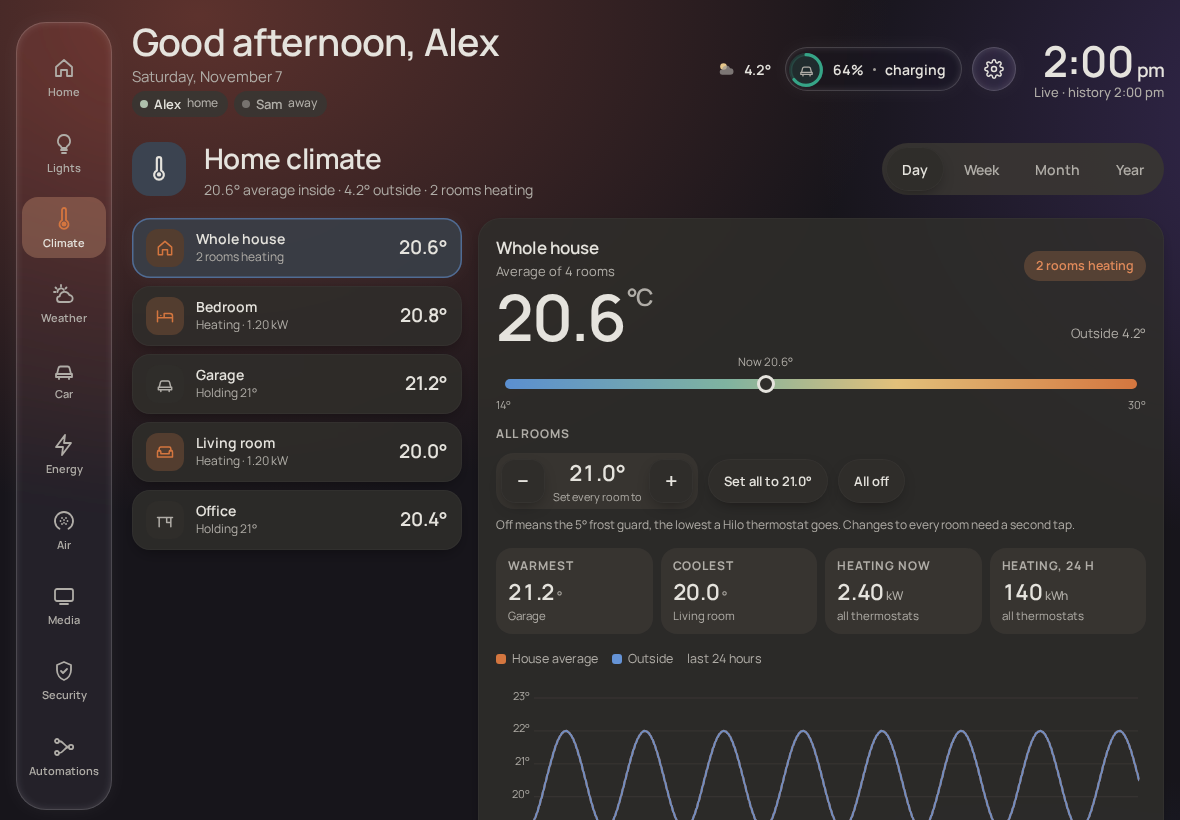 Good afternoon, Alex
Saturday, November 7
Alex home
Sam away
4.2°
64% · charging
2:00 pm
Live · history 2:00 pm
Home
Lights
Climate
Weather
Car
Energy
Air
Media
Security
Automations
Home climate
20.6° average inside · 4.2° outside · 2 rooms heating
Day
Week
Month
Year
Whole house
2 rooms heating
20.6°
Bedroom
Heating · 1.20 kW
20.8°
Garage
Holding 21°
21.2°
Living room
Heating · 1.20 kW
20.0°
Office
Holding 21°
20.4°
Whole house
Average of 4 rooms
20.6 °C
2 rooms heating
Outside 4.2°
Now 20.6°
14°
30°
ALL ROOMS
−
21.0°
Set every room to
+
Set all to 21.0°
All off
Off means the 5° frost guard, the lowest a Hilo thermostat goes. Changes to every room need a second tap.
WARMEST
21.2 °
Garage
COOLEST
20.0 °
Living room
HEATING NOW
2.40 kW
all thermostats
HEATING, 24 H
140 kWh
all thermostats
House average
Outside
last 24 hours
23°
22°
21°
20°